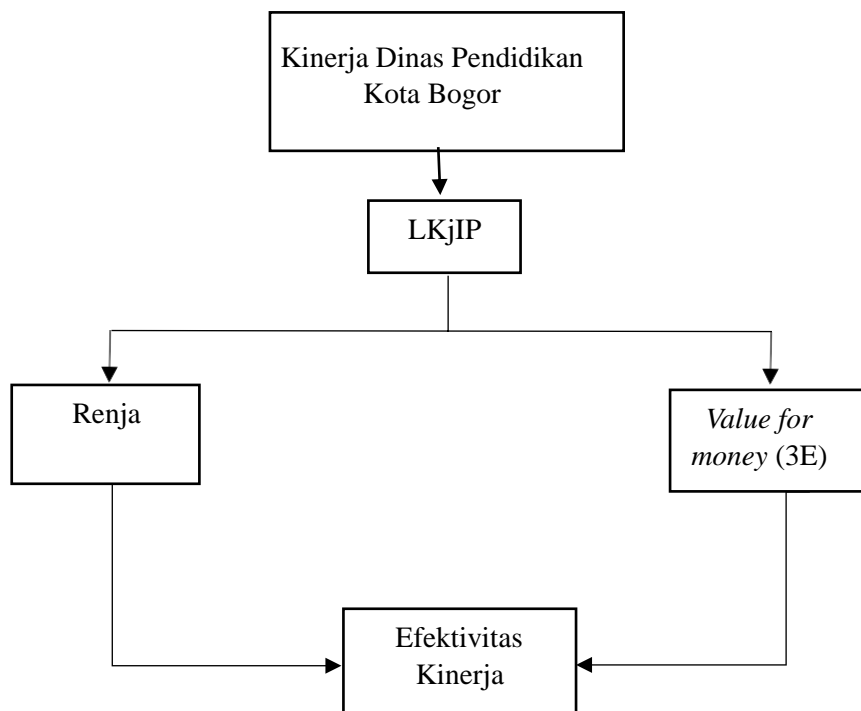 Kinerja Dinas Pendidikan
Kota Bogor
LKjIP
Renja
Value for
money (3E)
Efektivitas
Kinerja